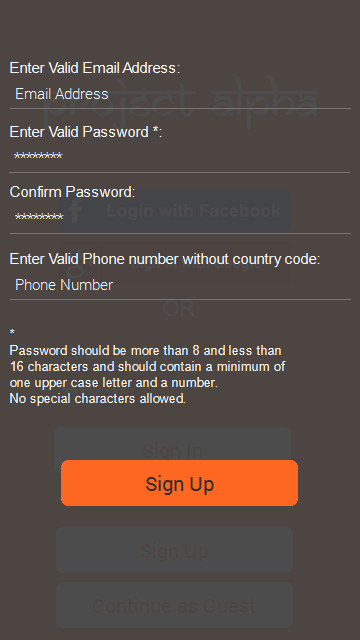 Enter Valid Email Address:
project alpha
Email Address
Enter Valid Password *:
********
Confirm Password:
Login with Facebook
********
Enter Valid Phone number without country code:
Phone Number
OR
*
Password should be more than 8 and less than
16 characters and should contain a minimum of
one upper case letter and a number.
No special characters allowed.
Sign In
Sign Up
Sign Up
Continue as Guest